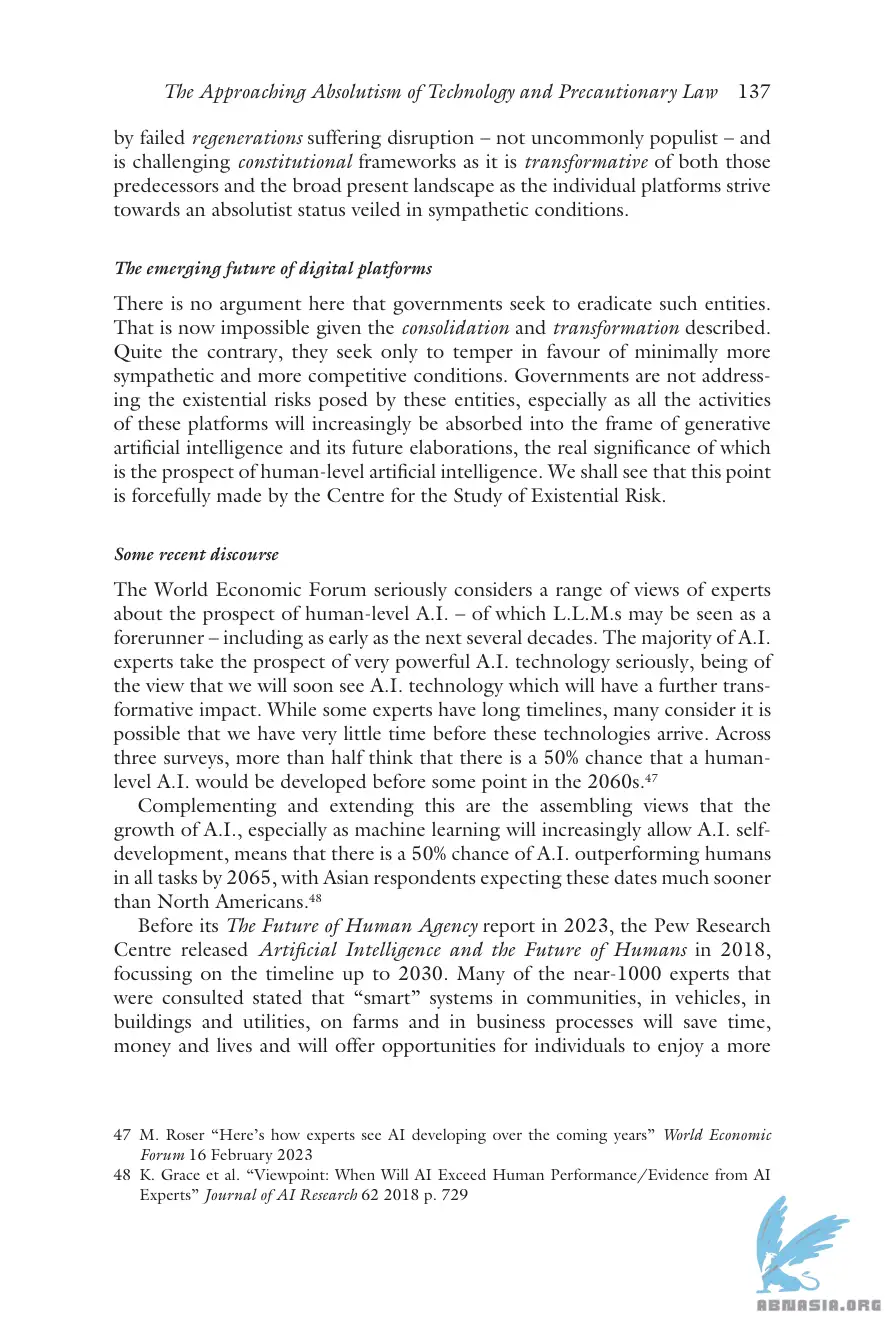 The Approaching Absolutism of Technology and Precautionary Law 137
by failed regenerations suffering disruption – not uncommonly populist – and
is challenging constitutional frameworks as it is transformative of both those
predecessors and the broad present landscape as the individual platforms strive
towards an absolutist status veiled in sympathetic conditions.
The emerging future of digital platforms
There is no argument here that governments seek to eradicate such entities.
That is now impossible given the consolidation and transformation described.
Quite the contrary, they seek only to temper in favour of minimally more
sympathetic and more competitive conditions. Governments are not address-
ing the existential risks posed by these entities, especially as all the activities
of these platforms will increasingly be absorbed into the frame of generative
artificial intelligence and its future elaborations, the real significance of which
is the prospect of human-level artificial intelligence. We shall see that this point
is forcefully made by the Centre for the Study of Existential Risk.
Some recent discourse
The World Economic Forum seriously considers a range of views of experts
about the prospect of human-level A.I. – of which L.L.M.s may be seen as a
forerunner – including as early as the next several decades. The majority of A.I.
experts take the prospect of very powerful A.I. technology seriously, being of
the view that we will soon see A.I. technology which will have a further trans-
formative impact. While some experts have long timelines, many consider it is
possible that we have very little time before these technologies arrive. Across
three surveys, more than half think that there is a 50% chance that a human-
level A.I. would be developed before some point in the 2060s.47
Complementing and extending this are the assembling views that the
growth of A.I., especially as machine learning will increasingly allow A.I. self-
development, means that there is a 50% chance of A.I. outperforming humans
in all tasks by 2065, with Asian respondents expecting these dates much sooner
than North Americans.48
Before its The Future of Human Agency report in 2023, the Pew Research
Centre released Artificial Intelligence and the Future of Humans in 2018,
focussing on the timeline up to 2030. Many of the near-1000 experts that
were consulted stated that “smart” systems in communities, in vehicles, in
buildings and utilities, on farms and in business processes will save time,
money and lives and will offer opportunities for individuals to enjoy a more
47 M. Roser “Here’s how experts see AI developing over the coming years” World Economic
Forum 16 February 2023
48 K. Grace et al. “Viewpoint: When Will AI Exceed Human Performance/Evidence from AI
Experts” Journal of AI Research 62 2018 p. 729
ABNASIA.ORG